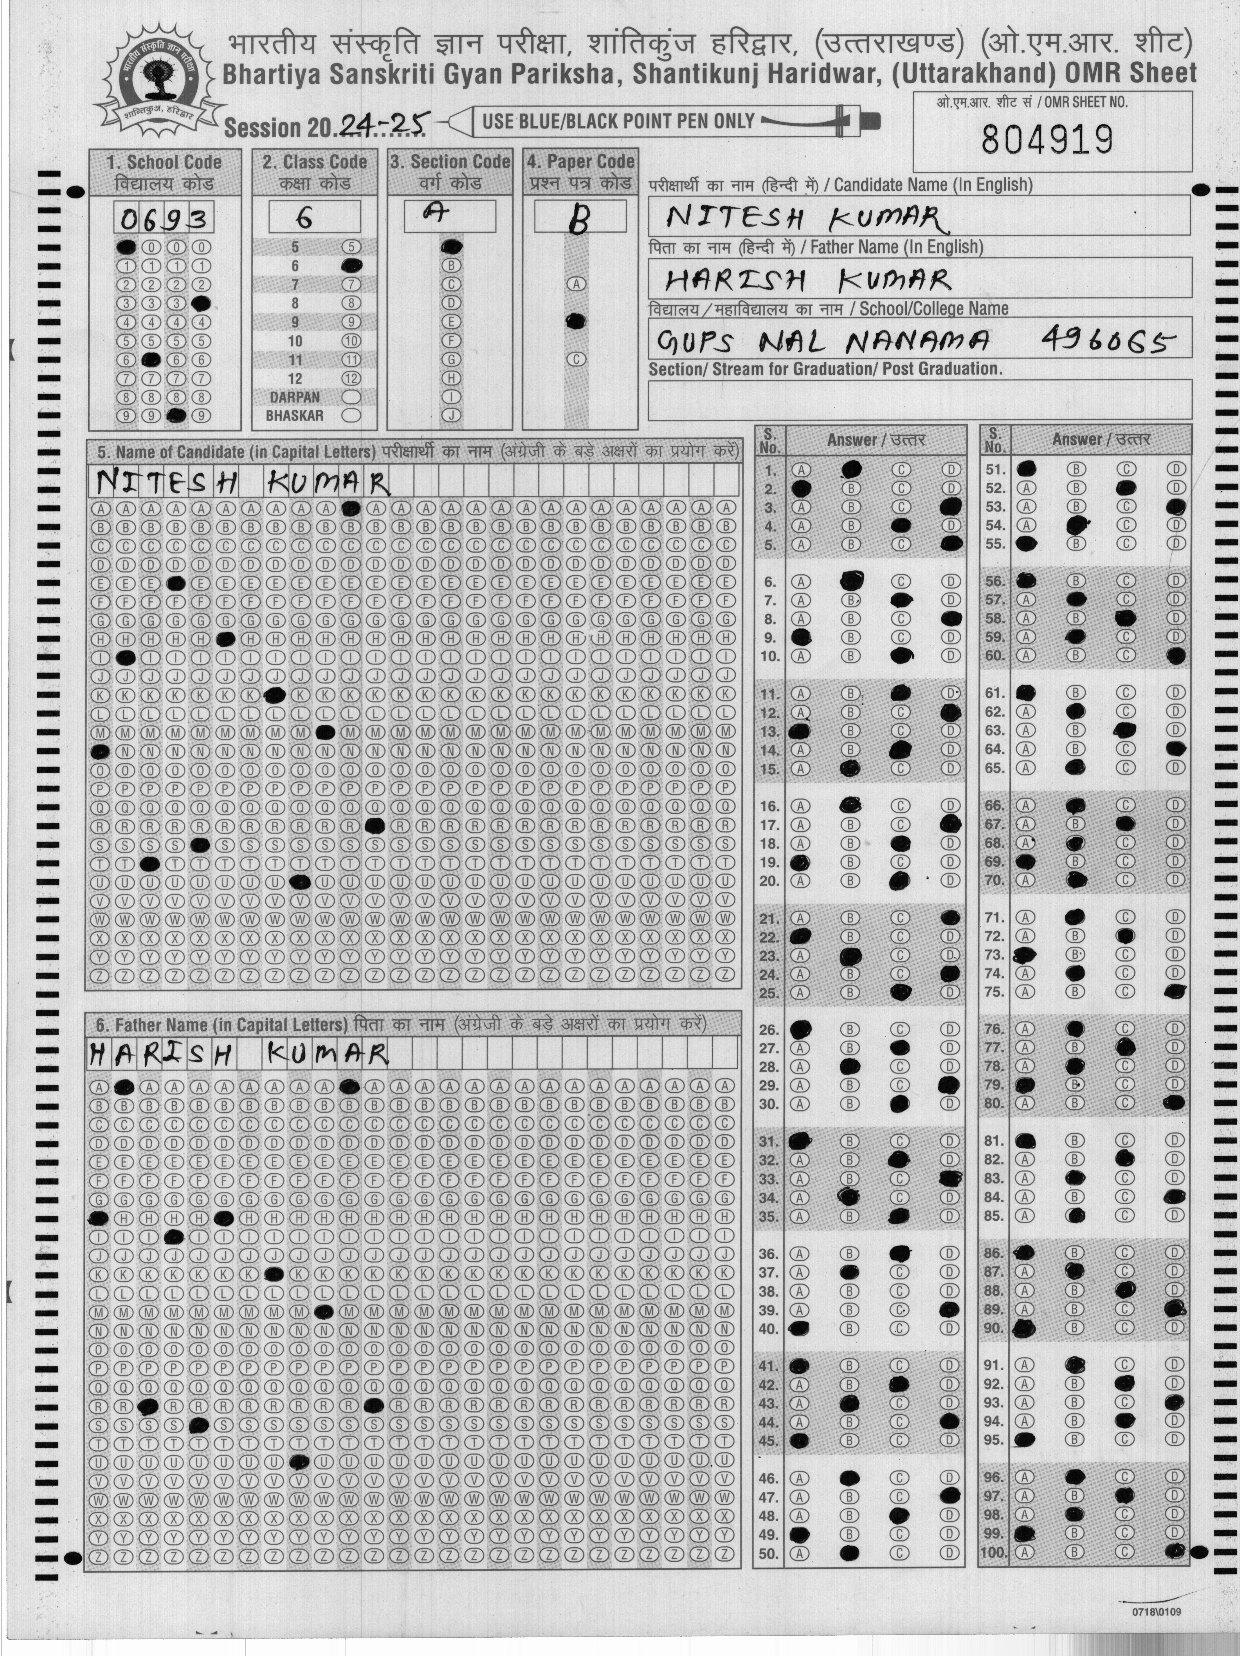 भारतीय संस्कृति ज्ञान परीक्षा, शांतिकुंज हरिद्वार, (उत्तराखण्ड) (ओ.एम.आर. शीट)
Bhartiya Sanskriti Gyan Pariksha, Shantikunj Haridwar, (Uttarakhand) OMR Sheet
भारतीय संस्कृति ज्ञान परीक्षा
शान्तिकुञ्ज, हरिद्वार
Session 20.24-25
USE BLUE/BLACK POINT PEN ONLY
ओ.एम.आर. शीट सं / OMR SHEET NO.
804919
1. School Code
विद्यालय कोड
0693
2. Class Code
कक्षा कोड
6
5
6
7
8
9
10
11
12
DARPAN
BHASKAR
3. Section Code
वर्ग कोड
A
4. Paper Code
प्रश्न पत्र कोड
B
परीक्षार्थी का नाम (हिन्दी में) / Candidate Name (In English)
NITESH KUMAR
पिता का नाम (हिन्दी में) / Father Name (In English)
HARISH KUMAR
विद्यालय/महाविद्यालय का नाम / School/College Name
GUPS NAL NANAMA 496065
Section/ Stream for Graduation/ Post Graduation.
5. Name of Candidate (in Capital Letters) परीक्षार्थी का नाम (अंग्रेजी के बड़े अक्षरों का प्रयोग करें)
NITESH KUMAR
6. Father Name (in Capital Letters) पिता का नाम (अंग्रेजी के बड़े अक्षरों का प्रयोग करें)
HARISH KUMAR
S. No. Answer / उत्तर
S. No. Answer / उत्तर
0718\0109